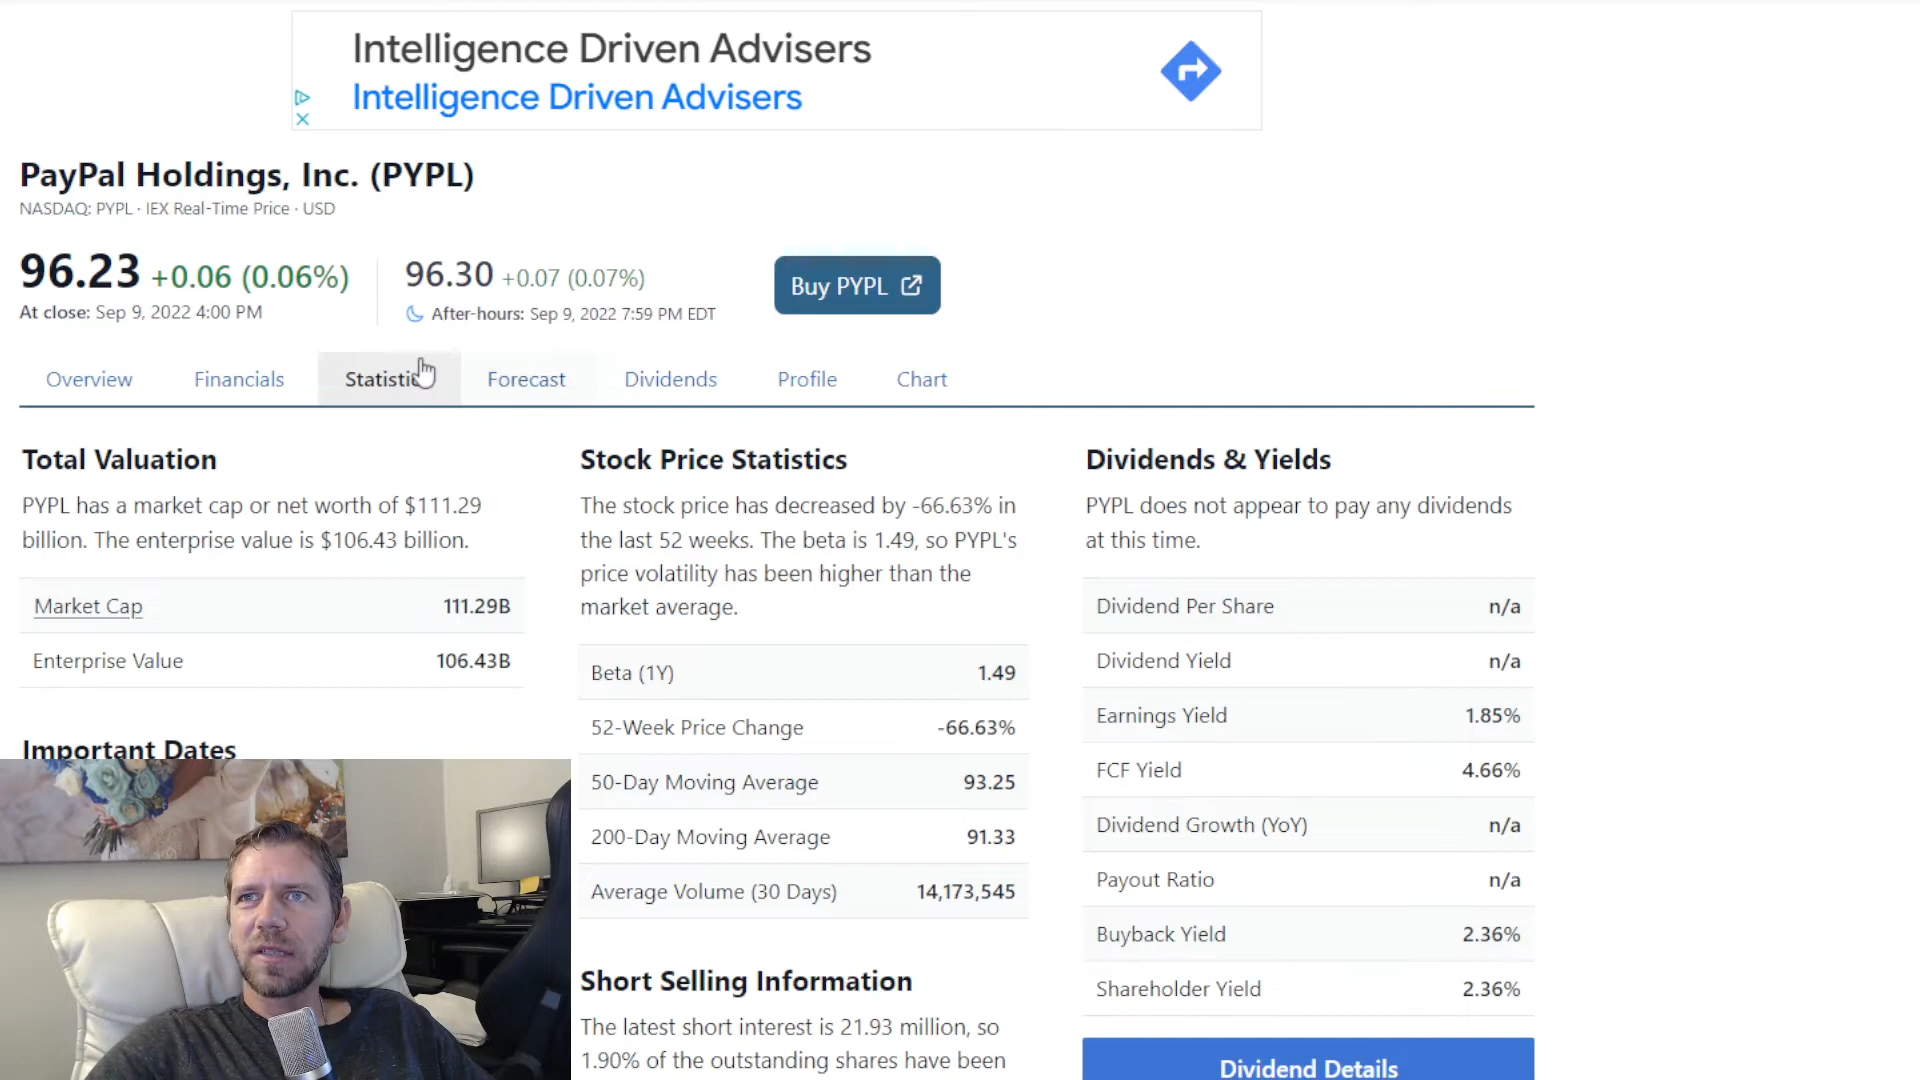 Intelligence Driven Advisers
Intelligence Driven Advisers
PayPal Holdings, Inc. (PYPL)
NASDAQ: PYPL · IEX Real-Time Price · USD
96.23 +0.06 (0.06%)
At close: Sep 9, 2022 4:00 PM
96.30 +0.07 (0.07%)
After-hours: Sep 9, 2022 7:59 PM EDT
Buy PYPL
Overview Financials Statistic Forecast Dividends Profile Chart
Total Valuation
PYPL has a market cap or net worth of $111.29
billion. The enterprise value is $106.43 billion.
Market Cap 111.29B
Enterprise Value 106.43B
Important Dates
Stock Price Statistics
The stock price has decreased by -66.63% in
the last 52 weeks. The beta is 1.49, so PYPL's
price volatility has been higher than the
market average.
Beta (1Y) 1.49
52-Week Price Change -66.63%
50-Day Moving Average 93.25
200-Day Moving Average 91.33
Average Volume (30 Days) 14,173,545
Short Selling Information
The latest short interest is 21.93 million, so
1.90% of the outstanding shares have been
Dividends & Yields
PYPL does not appear to pay any dividends
at this time.
Dividend Per Share n/a
Dividend Yield n/a
Earnings Yield 1.85%
FCF Yield 4.66%
Dividend Growth (YoY) n/a
Payout Ratio n/a
Buyback Yield 2.36%
Shareholder Yield 2.36%
Dividend Details